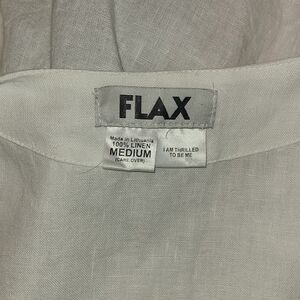 FLAX
Made in Lithuania
100% LINEN
MEDIUM
(CARE OVER)
I AM THRILLED
TO BE ME